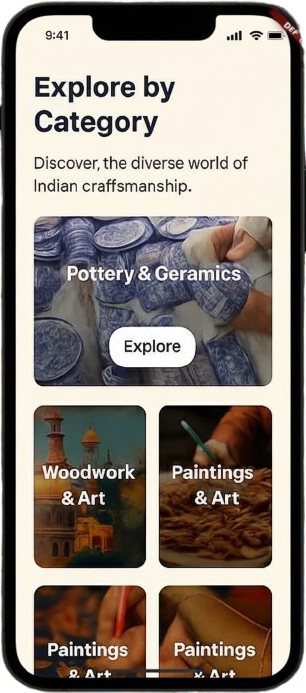 9:41
DE
Explore by
Category
Discover, the diverse world of
Indian craffsmanship.
Pottery & Geramics
Explore
Woodwork
& Art
Paintings
& Art
Paintings
& Art
Paintings
& Art